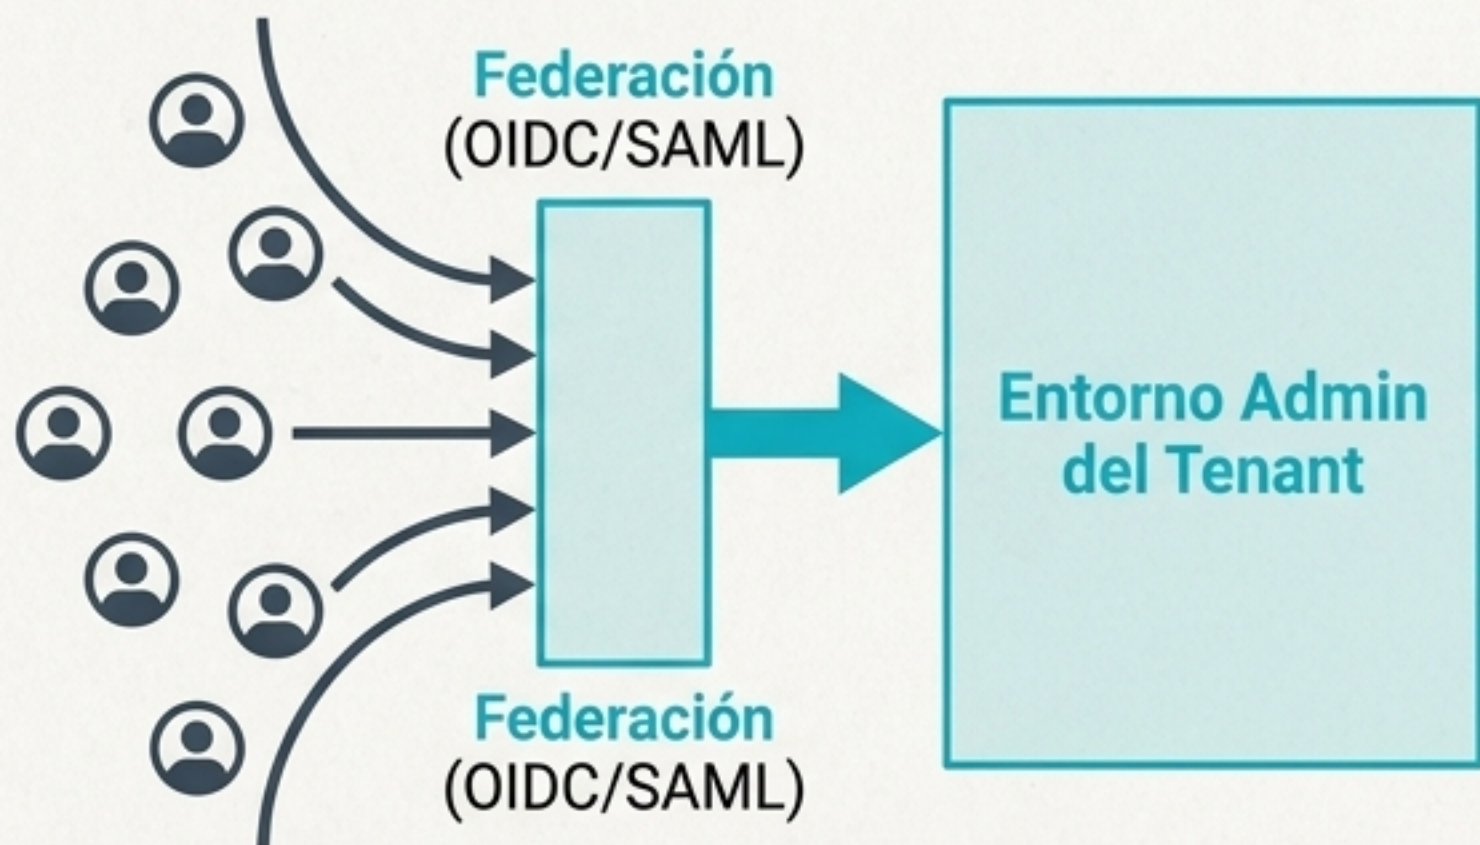 Federación
(OIDC/SAML)
Entorno Admin
del Tenant
Federación
(OIDC/SAML)